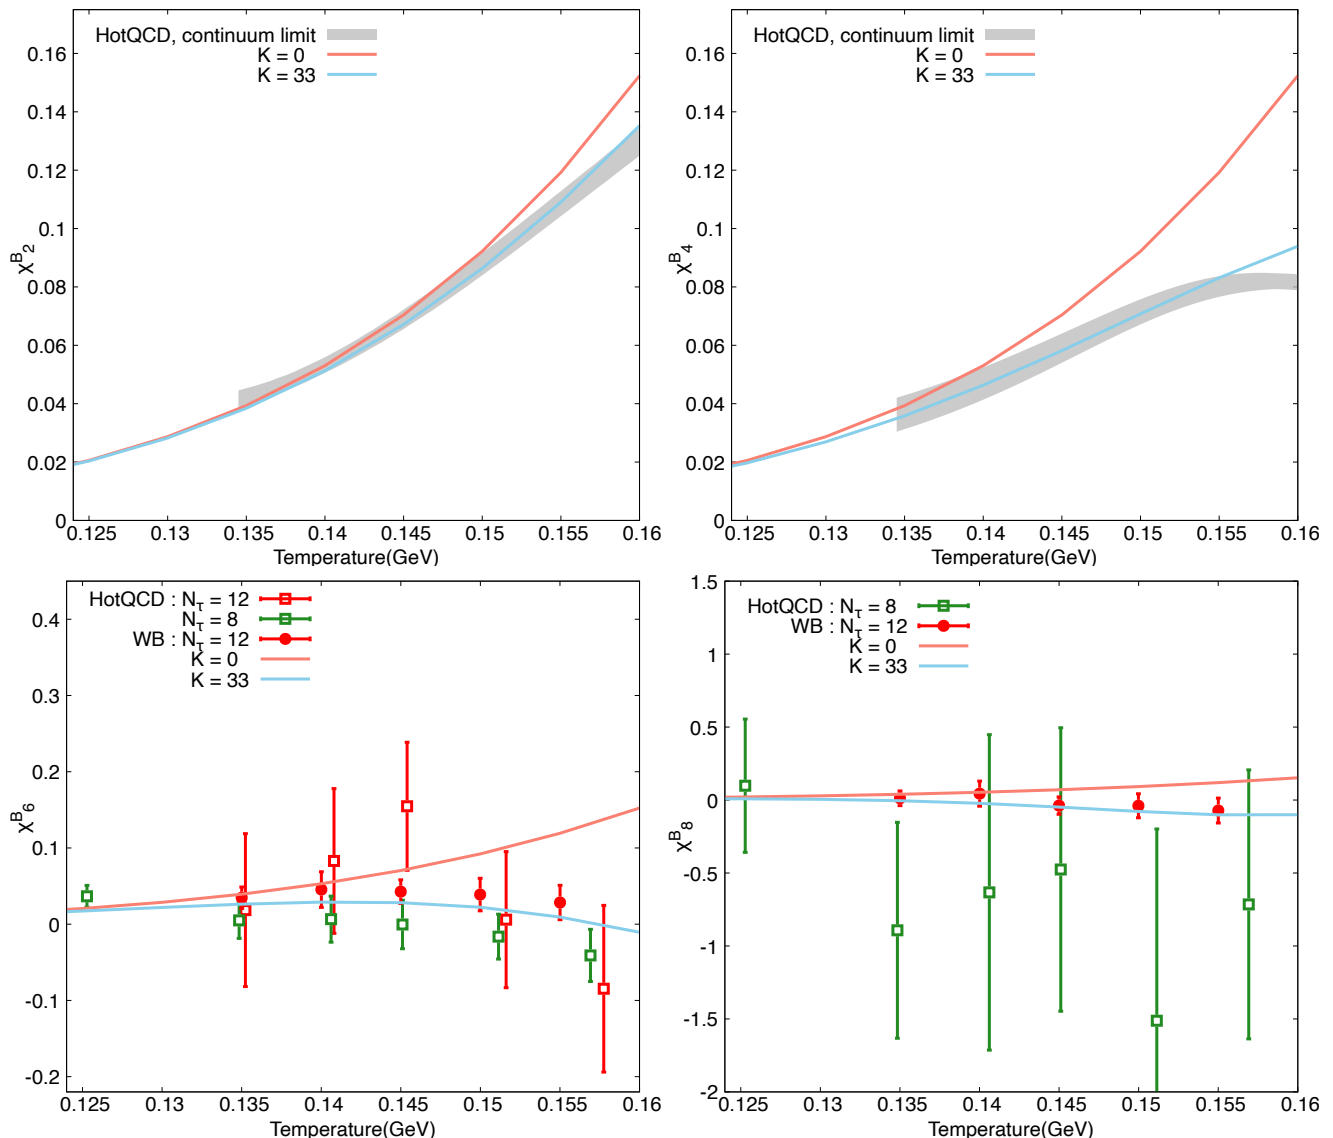 HotQCD, continuum limit
K = 0
K = 33
0.16
0.14
0.12
0.1
0.08
0.06
0.04
0.02
0
χᴮ₂
0.125 0.13 0.135 0.14 0.145 0.15 0.155 0.16
Temperature(GeV)
HotQCD, continuum limit
K = 0
K = 33
0.16
0.14
0.12
0.1
0.08
0.06
0.04
0.02
0
χᴮ₄
0.125 0.13 0.135 0.14 0.145 0.15 0.155 0.16
Temperature(GeV)
HotQCD : N_τ = 12
N_τ = 8
WB : N_τ = 12
K = 0
K = 33
0.4
0.3
0.2
0.1
0
-0.1
-0.2
χᴮ₆
0.125 0.13 0.135 0.14 0.145 0.15 0.155 0.16
Temperature(GeV)
HotQCD : N_τ = 8
WB : N_τ = 12
K = 0
K = 33
1.5
1
0.5
0
-0.5
-1
-1.5
-2
χᴮ₈
0.125 0.13 0.135 0.14 0.145 0.15 0.155 0.16
Temperature(GeV)